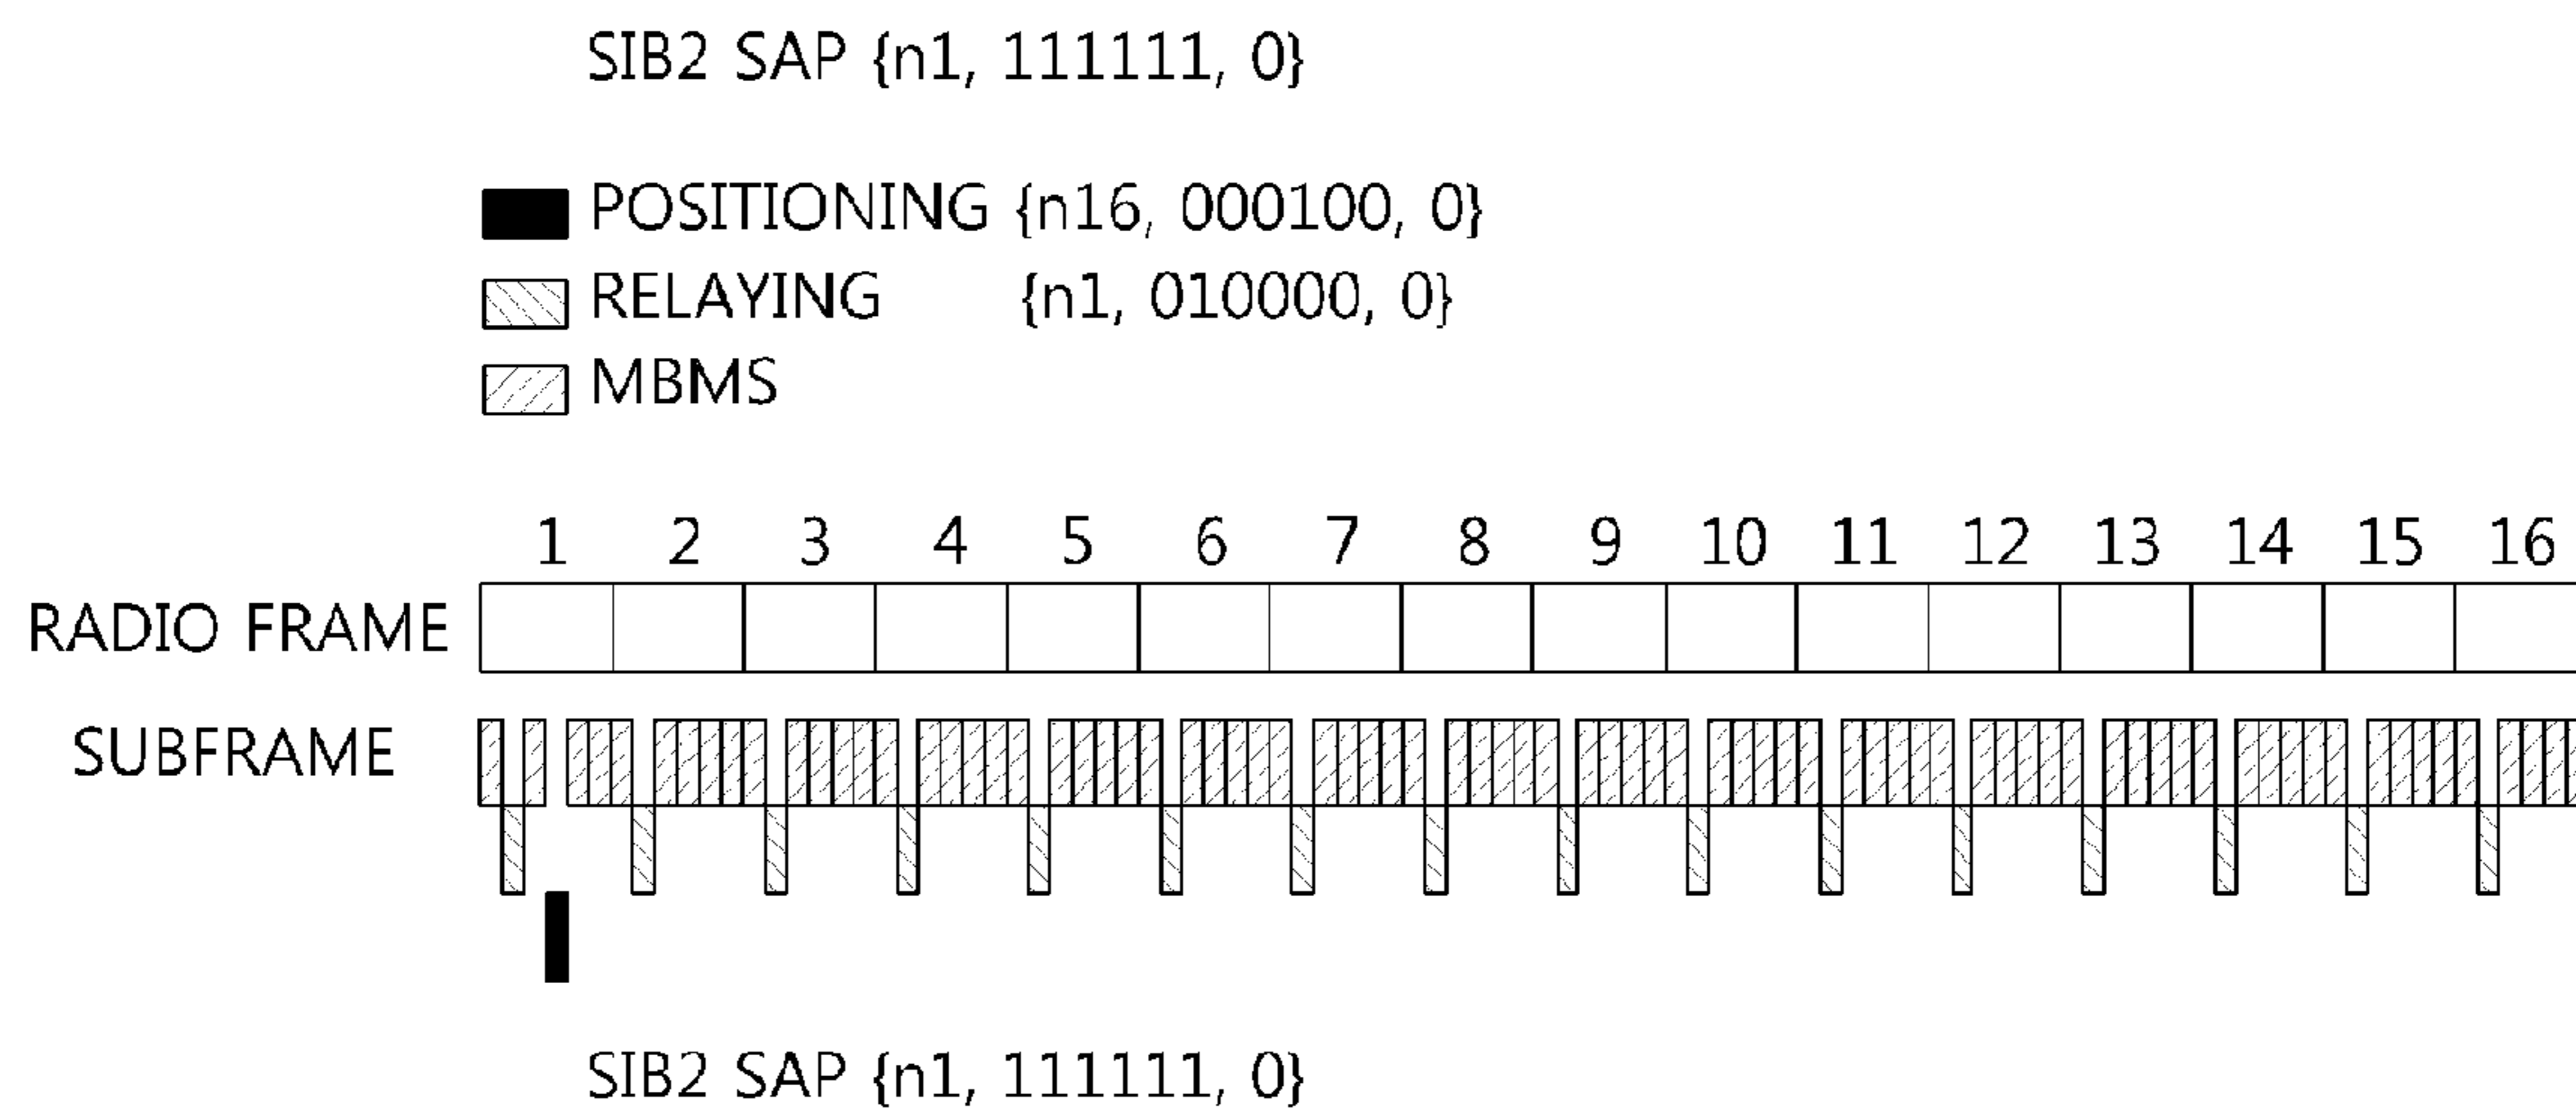 SIB2 SAP {n1, 111111, 0}
POSITIONING {n16, 000100, 0}
RELAYING {n1, 010000, 0}
MBMS
1 2 3 4 5 6 7 8 9 10 11 12 13 14 15 16
RADIO FRAME
SUBFRAME
SIB2 SAP {n1, 111111, 0}